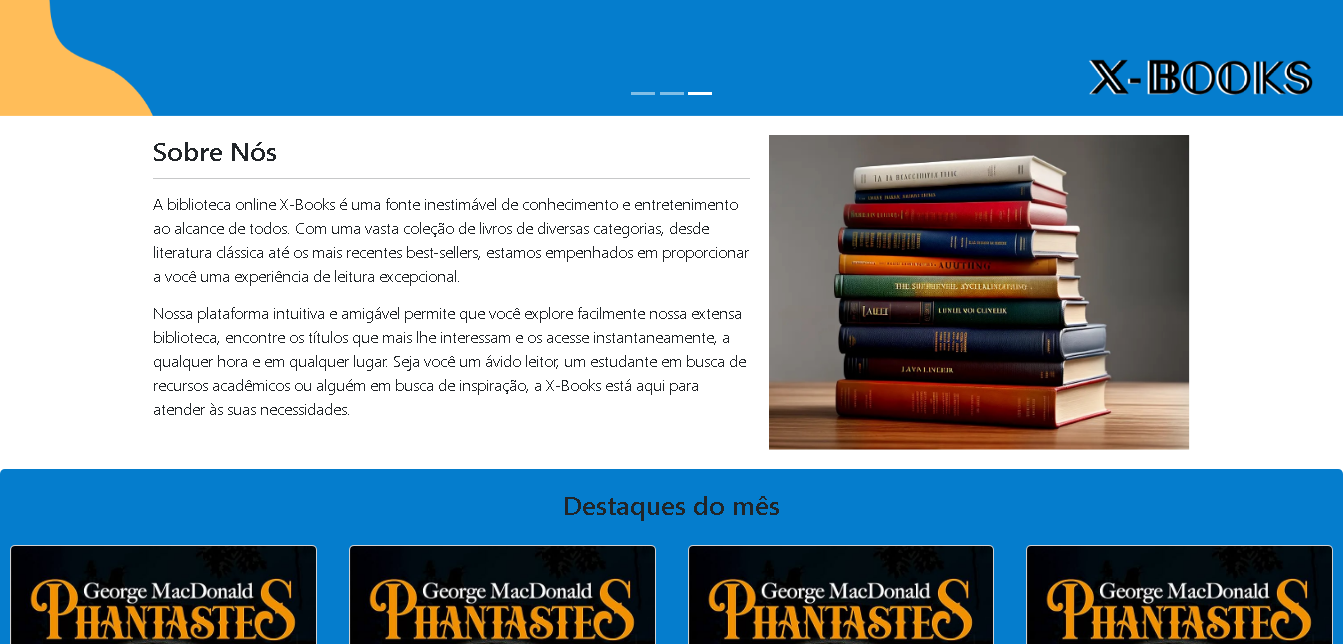 X-BOOKS
Sobre Nós
A biblioteca online X-Books é uma fonte inestimável de conhecimento e entretenimento
ao alcance de todos. Com uma vasta coleção de livros de diversas categorias, desde
literatura clássica até os mais recentes best-sellers, estamos empenhados em proporcionar
a você uma experiência de leitura excepcional.
Nossa plataforma intuitiva e amigável permite que você explore facilmente nossa extensa
biblioteca, encontre os títulos que mais lhe interessam e os acesse instantaneamente, a
qualquer hora e em qualquer lugar. Seja você um ávido leitor, um estudante em busca de
recursos acadêmicos ou alguém em busca de inspiração, a X-Books está aqui para
atender às suas necessidades.
Destaques do mês
George MacDonald
PHANTASTES
George MacDonald
PHANTASTES
George MacDonald
PHANTASTES
George MacDonald
PHANTASTES